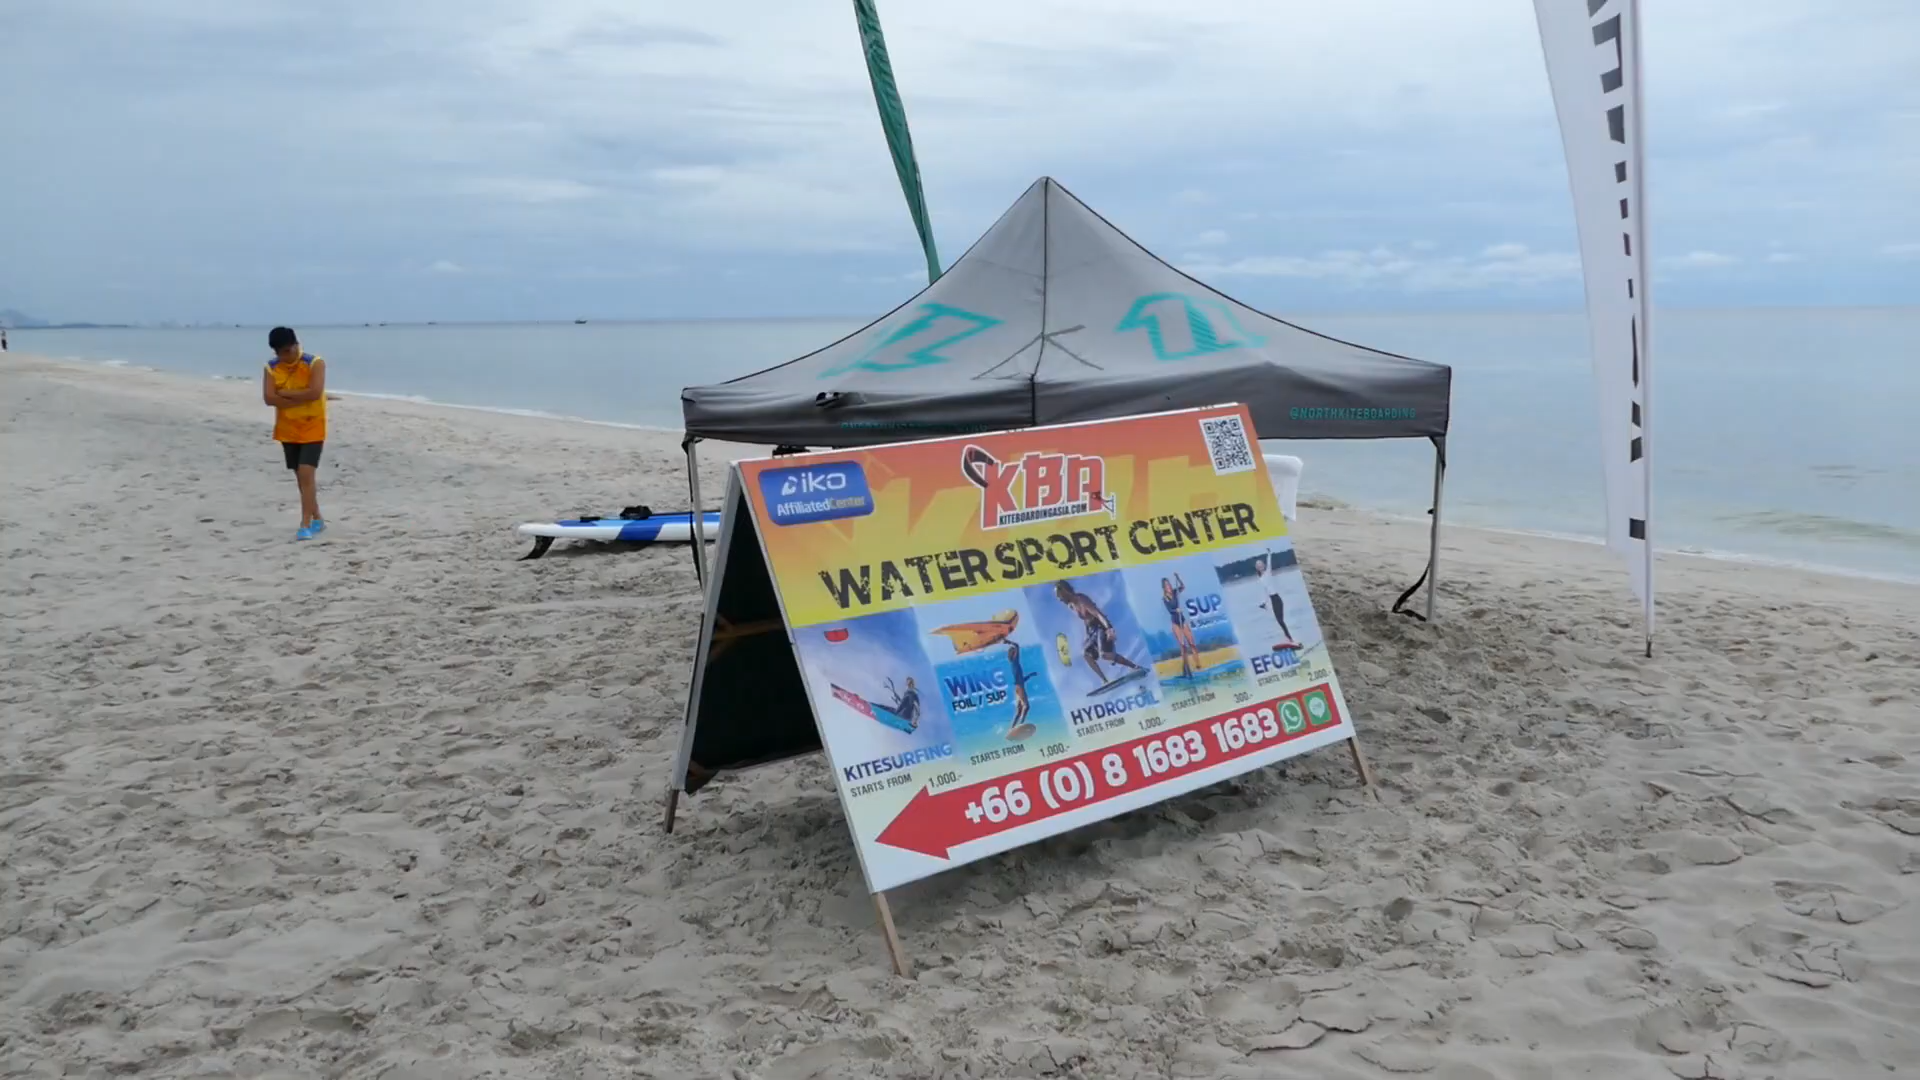 @NORTHKITEBOARDING
iko
AffiliatedCenter
KBA
KITEBOARDINGASIA.COM
WATER SPORT CENTER
KITESURFING
STARTS FROM 1,000.-
WING
FOIL / SUP
STARTS FROM 1,000.-
HYDROFOIL
STARTS FROM 1,000.-
SUP
STARTS FROM 300.-
EFOIL
STARTS FROM 2,000.-
+66 (0) 8 1683 1683